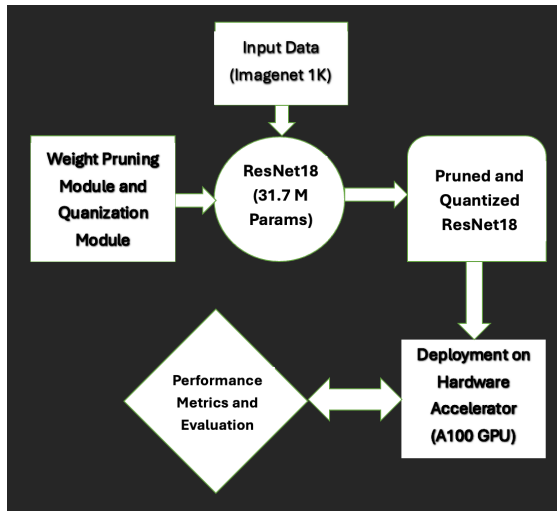 Input Data
(Imagenet 1K)
Weight Pruning
Module and
Quanization
Module
ResNet18
(31.7 M
Params)
Pruned and
Quantized
ResNet18
Performance
Metrics and
Evaluation
Deployment on
Hardware
Accelerator
(A100 GPU)